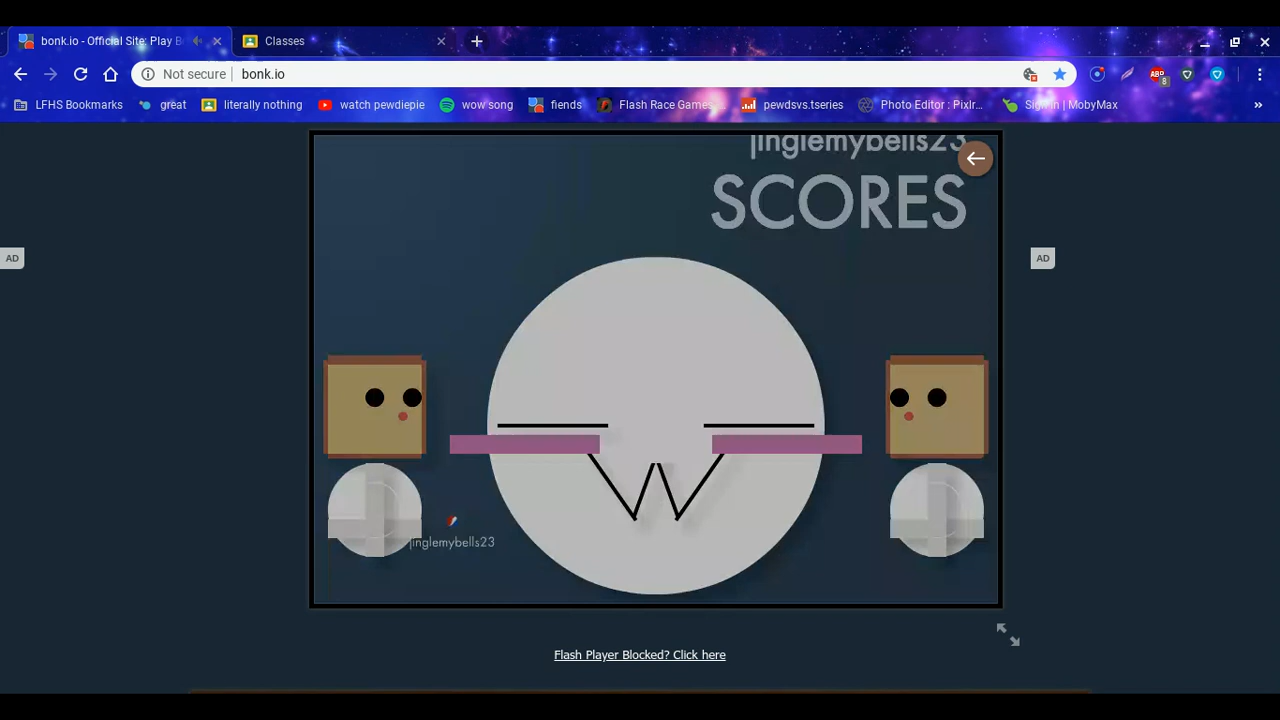 bonk.io - Official Site: Play B
Classes
Not secure
bonk.io
8
LFHS Bookmarks
great
literally nothing
watch pewdiepie
wow song
fiends
Flash Race Games
pewdsvs.tseries
Photo Editor : Pixlr...
Sign in | MobyMax
»
jinglemybells23
SCORES
AD
AD
jinglemybells23
Flash Player Blocked? Click here